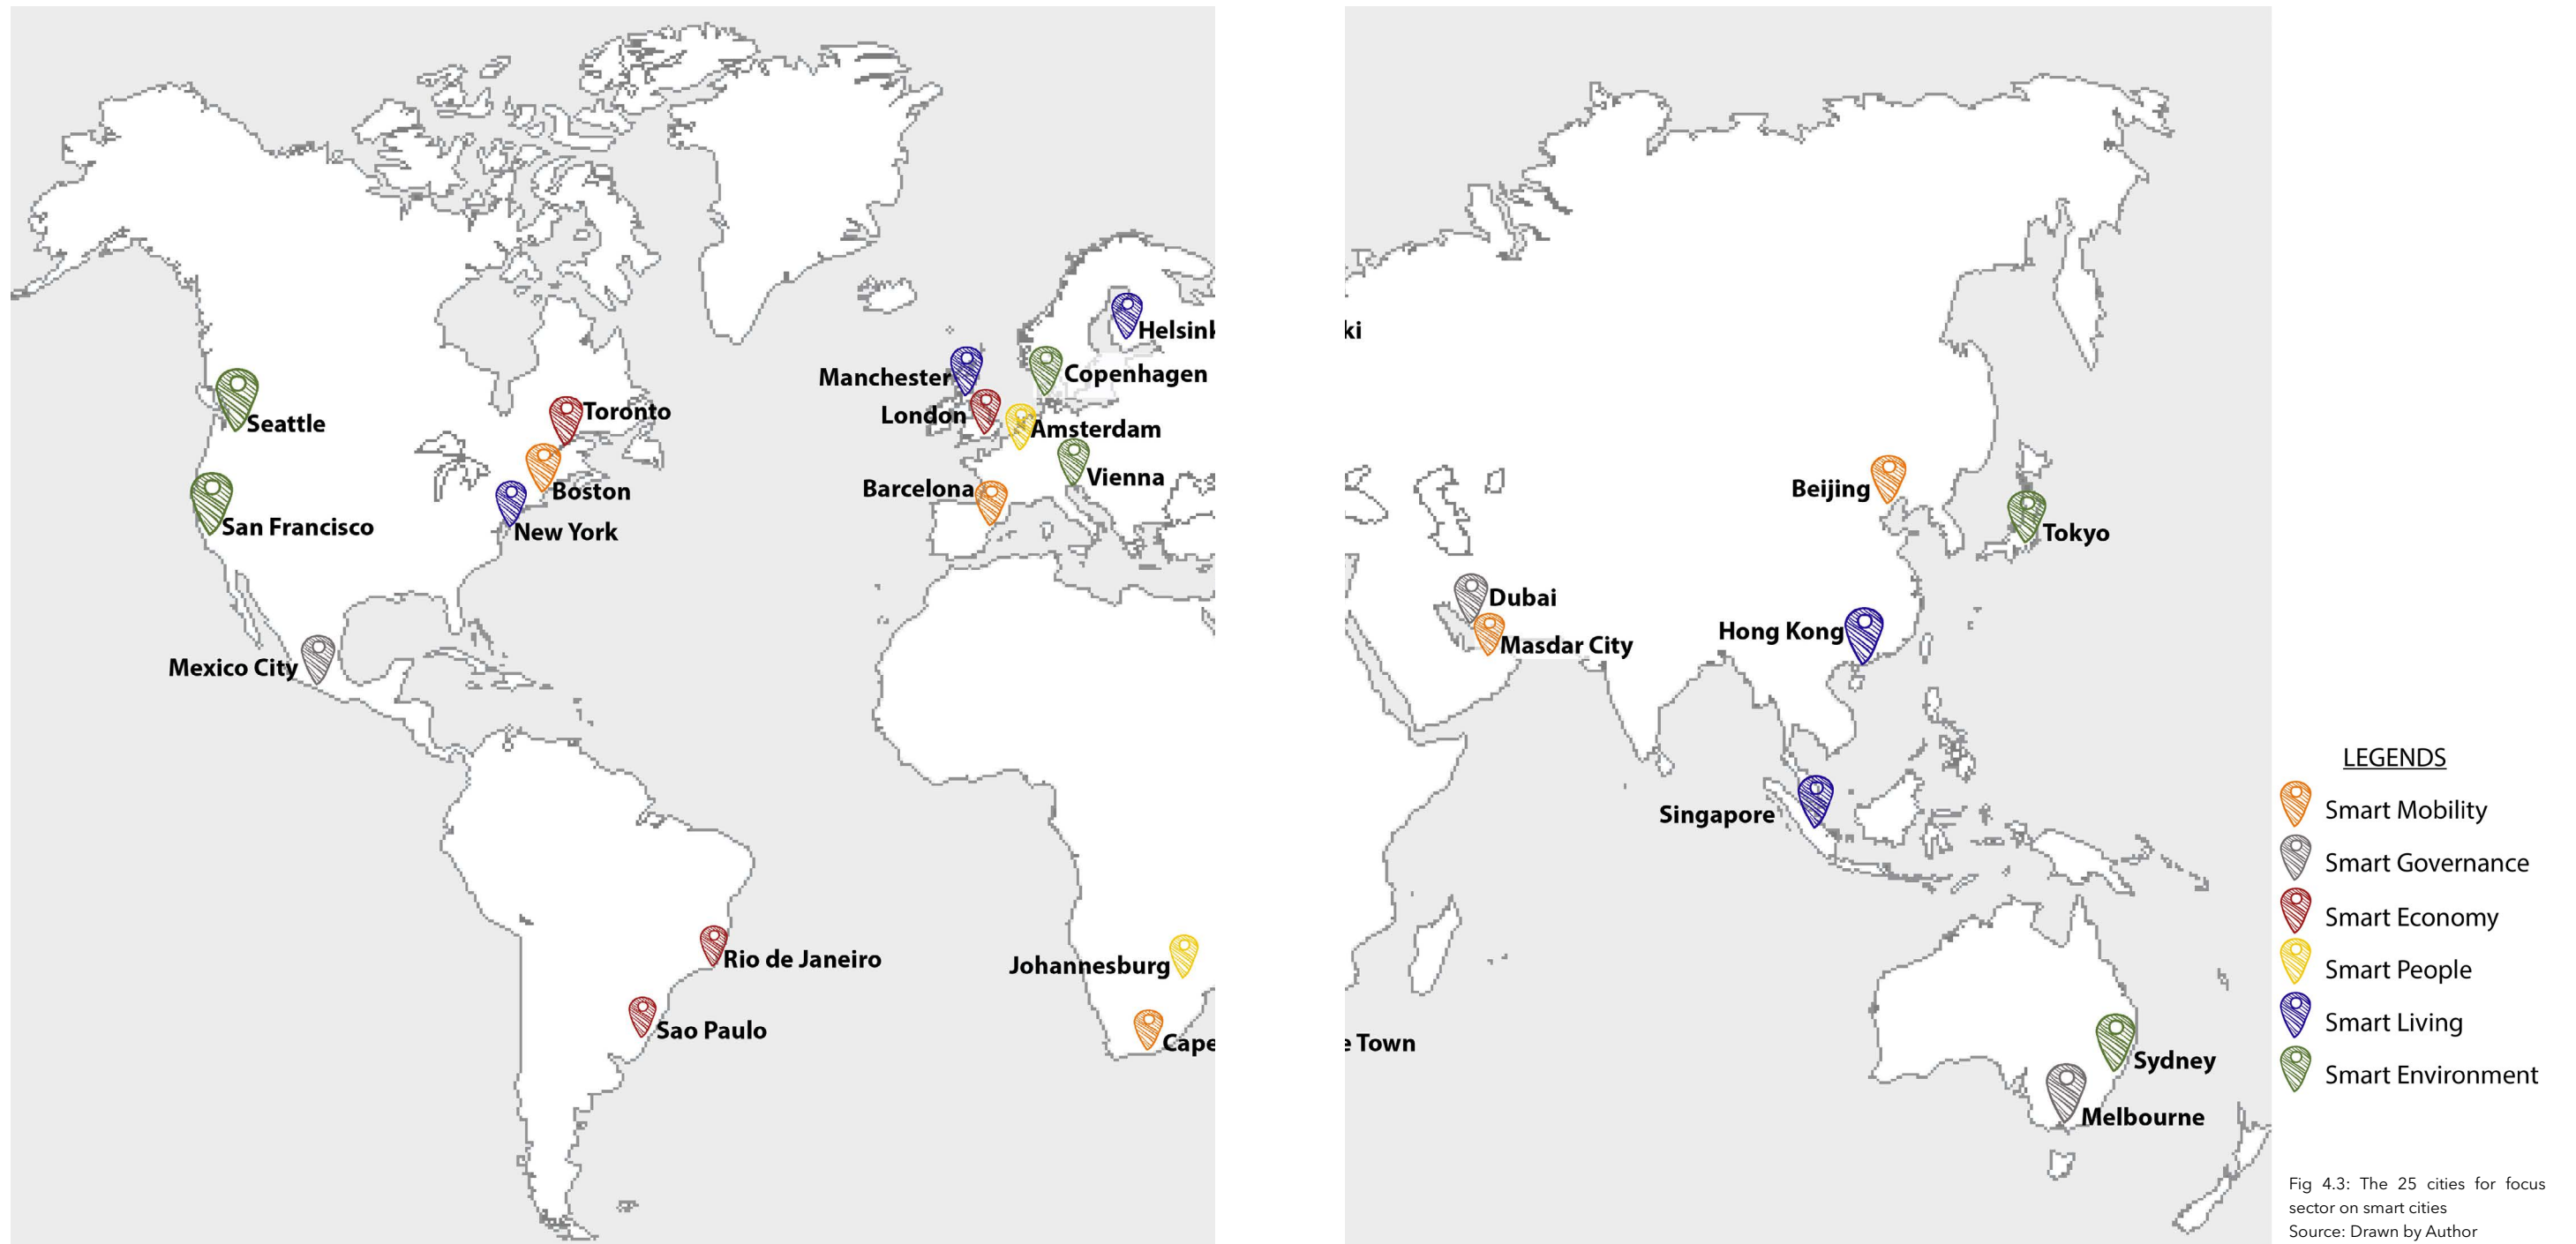 Helsink
ki
Manchester
Copenhagen
London
Amsterdam
Toronto
Seattle
Vienna
Barcelona
Boston
Beijing
San Francisco
New York
Tokyo
Dubai
Hong Kong
Masdar City
Mexico City
Singapore
Rio de Janeiro
Johannesburg
Sao Paulo
Cape
e Town
Sydney
Melbourne
LEGENDS
Smart Mobility
Smart Governance
Smart Economy
Smart People
Smart Living
Smart Environment
Fig 4.3: The 25 cities for focus
sector on smart cities
Source: Drawn by Author